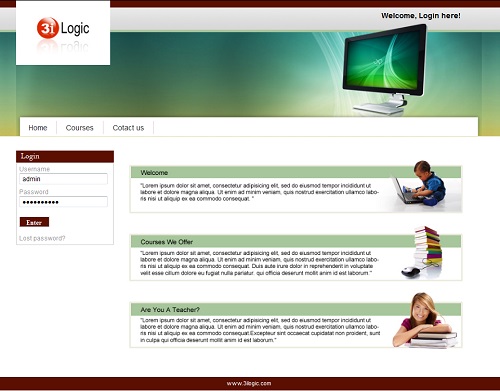 Welcome, Login here!
3i Logic
Home
Courses
Cotact us
Login
Username
admin
Password
Enter
Lost password?
Welcome
"Lorem ipsum dolor sit amet, consectetur adipisicing elit, sed do eiusmod tempor incididunt ut
labore et dolore magna aliqua. Ut enim ad minim veniam, quis nostrud exercitation ullamco labo-
ris nisi ut aliquip ex ea commodo consequat. "
Courses We Offer
"Lorem ipsum dolor sit amet, consectetur adipisicing elit, sed do eiusmod tempor incididunt ut
labore et dolore magna aliqua. Ut enim ad minim veniam, quis nostrud exercitation ullamco labo-
ris nisi ut aliquip ex ea commodo consequat. Duis aute irure dolor in reprehenderit in voluptate
velit esse cillum dolore eu fugiat nulla pariatur. qui officia deserunt mollit anim id est laborum."
Are You A Teacher?
"Lorem ipsum dolor sit amet, consectetur adipisicing elit, sed do eiusmod tempor incididunt ut
labore et dolore magna aliqua. Ut enim ad minim veniam, quis nostrud exercitation ullamco labo-
ris nisi ut aliquip ex ea commodo consequat.Excepteur sint occaecat cupidatat non proident, sunt
in culpa qui officia deserunt mollit anim id est laborum."
www.3ilogic.com